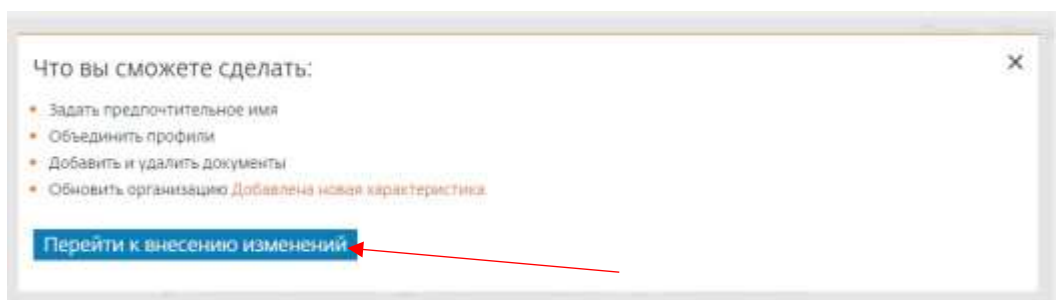 Что вы сможете сделать:
Задать предпочтительное имя
Объединить профили
Добавить и удалить документы
Обновить организацию Добавлена новая характеристика
Перейти к внесению изменений